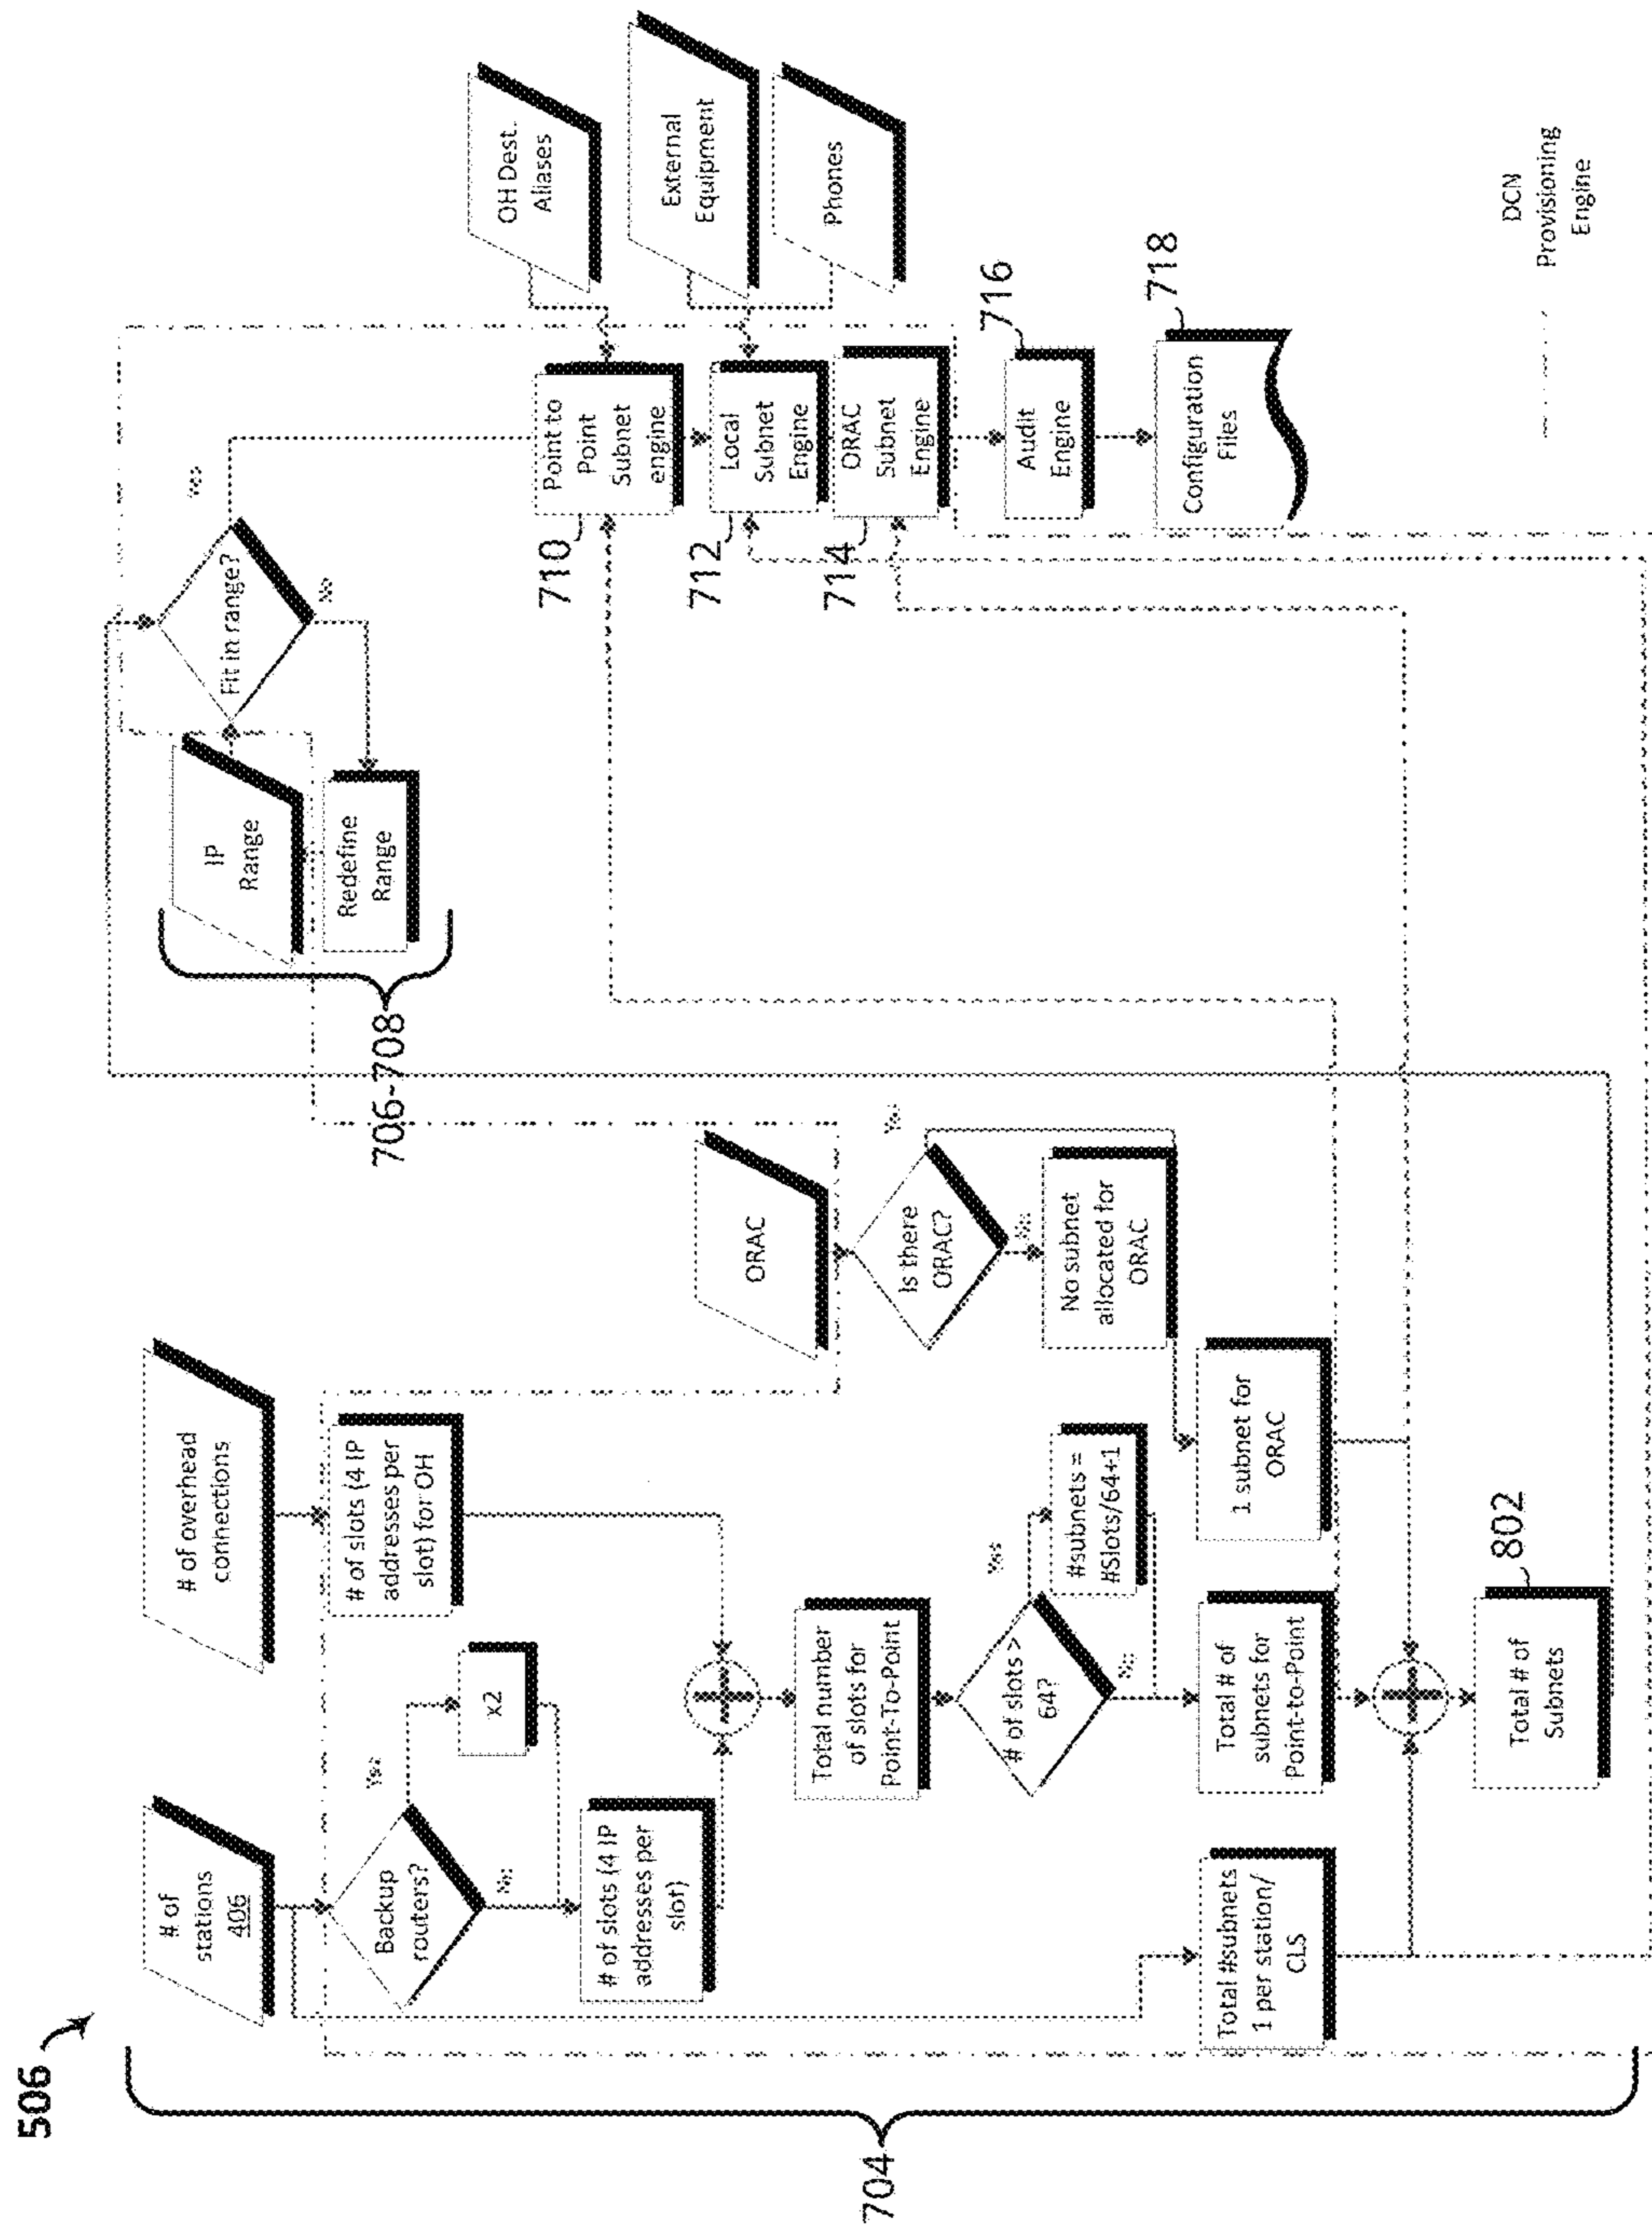 506
704
# of
stations
406
# of overhead
connections
Backup
routers?
Yes
No
x2
# of slots (4 IP
addresses per
slot)
# of slots (4 IP
addresses per
slot) for OH
Total number
of slots for
Point-To-Point
# of slots >
64?
Yes
No
#subnets =
#Slots/64+1
ORAC
Is there
ORAC?
Yes
No
No subnet
allocated for
ORAC
Total #subnets
1 per station/
CLS
Total # of
subnets for
Point-to-Point
1 subnet for
ORAC
Total # of
Subnets
802
706-708
IP
Range
Redefine
Range
Fit in range?
Yes
No
710
Point to
Point
Subnet
engine
712
Local
Subnet
Engine
714
ORAC
Subnet
Engine
716
Audit
Engine
718
Configuration
Files
OH Dest.
Aliases
External
Equipment
Phones
DCN
Provisioning
Engine